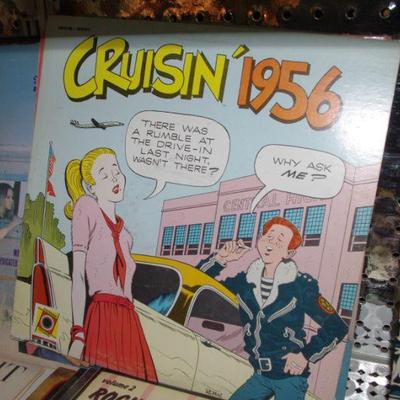 CRUISIN' 1956
THERE WAS
A RUMBLE AT
THE DRIVE-IN
LAST NIGHT,
WASN'T THERE?
WHY ASK
ME?
CENTRAL HIGH
volume 2